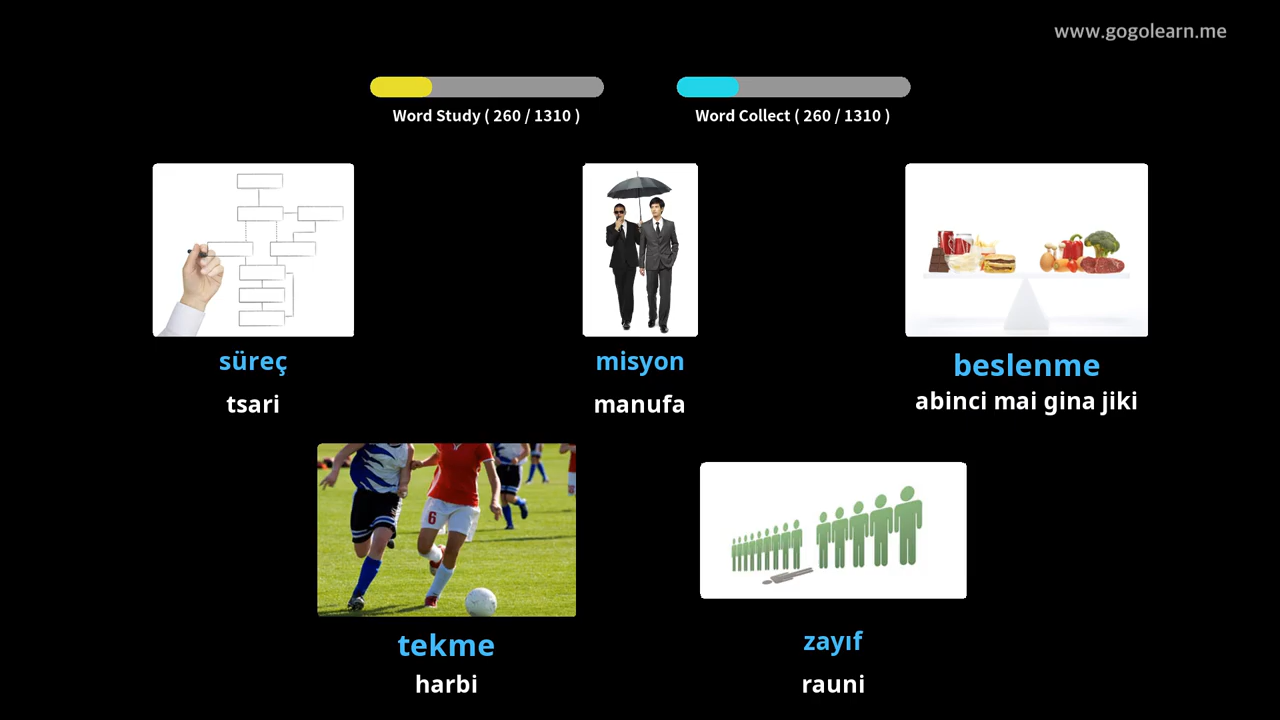 www.gogolearn.me
Word Study ( 260 / 1310 )
Word Collect ( 260 / 1310 )
süreç
tsari
misyon
manufa
beslenme
abinci mai gina jiki
6
tekme
harbi
zayıf
rauni